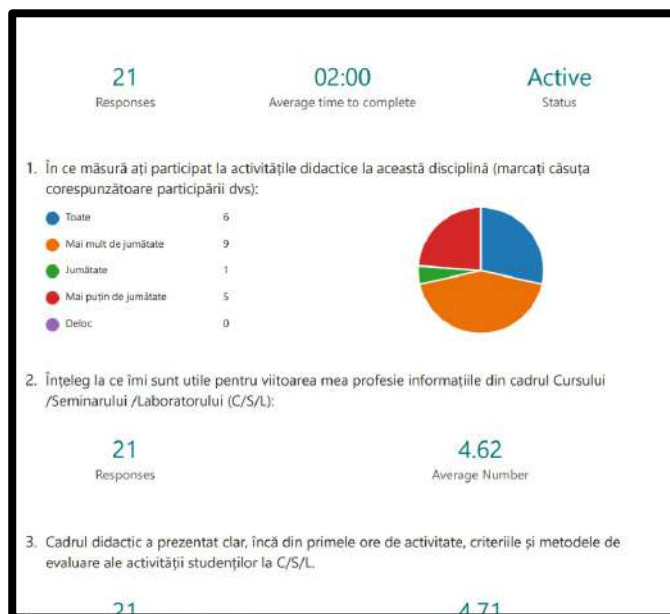 21 02:00 Active
Responses Average time to complete Status
1. În ce măsură ați participat la activitățile didactice la această disciplină (marcați căsuța
corespunzătoare participării dvs):
Toate 6
Mai mult de jumătate 9
Jumătate 1
Mai puțin de jumătate 5
Deloc 0
2. Înțeleg la ce îmi sunt utile pentru viitoarea mea profesie informațiile din cadrul Cursului
/Seminarului /Laboratorului (C/S/L):
21 4.62
Responses Average Number
3. Cadrul didactic a prezentat clar, încă din primele ore de activitate, criteriile și metodele de
evaluare ale activității studenților la C/S/L.
21 4.71